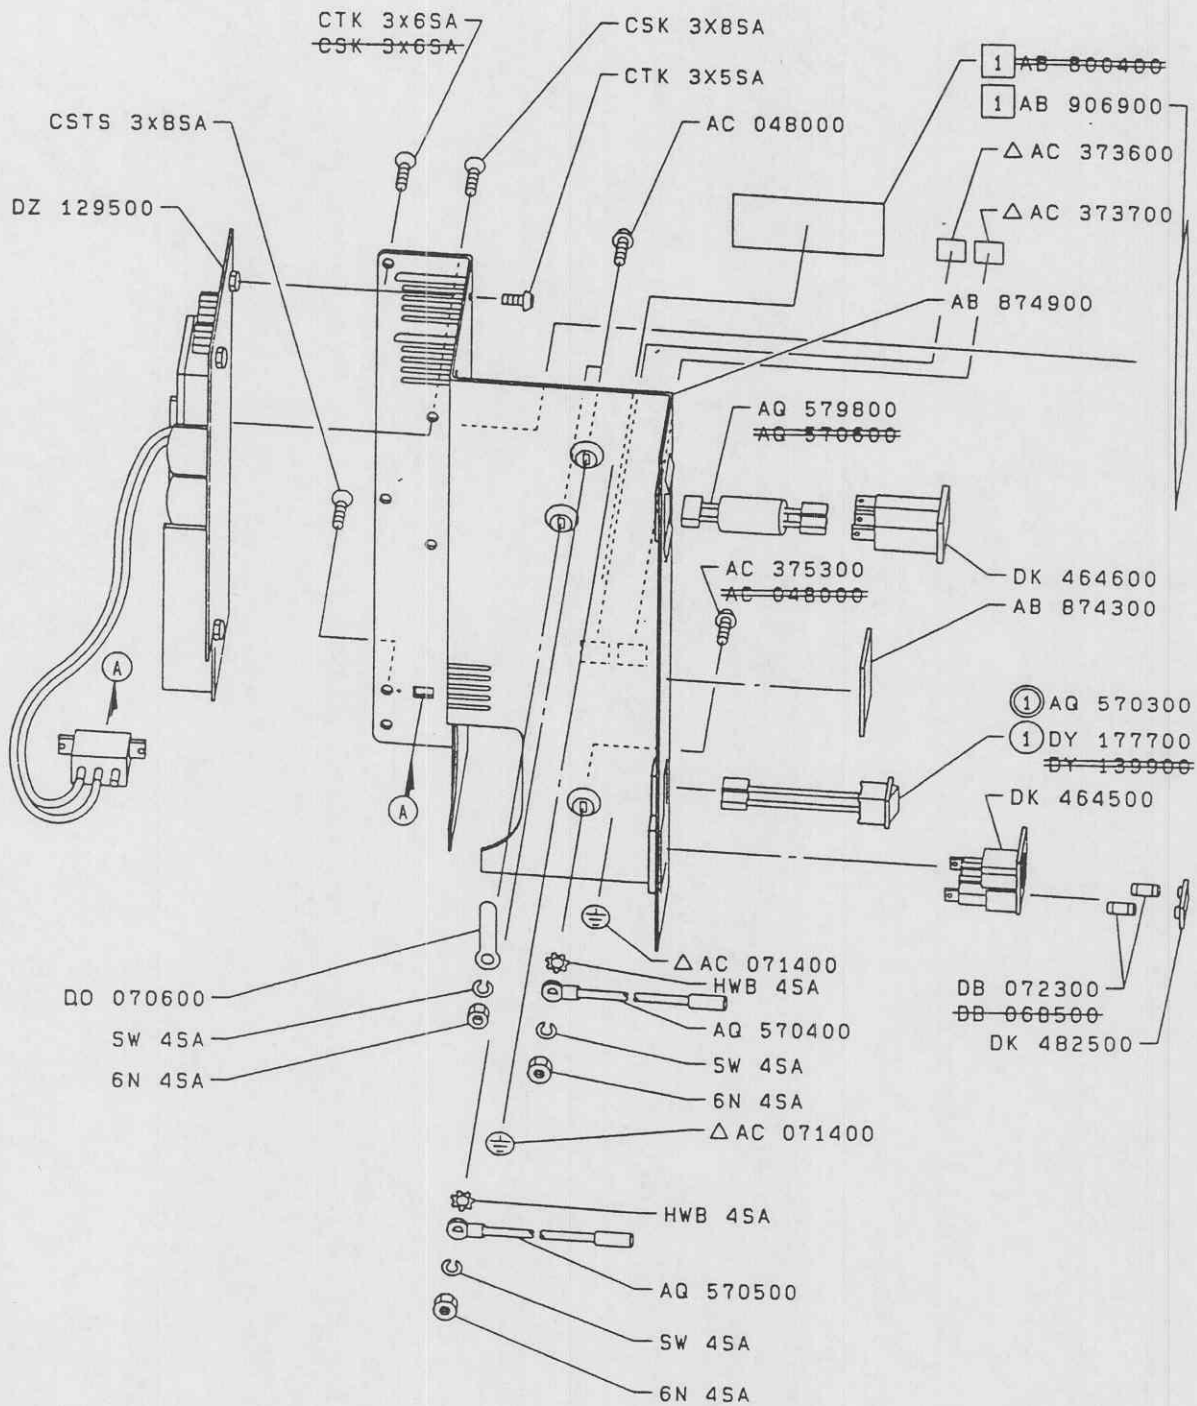 CTK 3x6SA
CSK 3x6SA
CSK 3X8SA
CTK 3X5SA
CSTS 3X8SA
AC 048000
1 AB 800400
1 AB 906900
△ AC 373600
△ AC 373700
DZ 129500
AB 874900
AQ 579800
AQ 570600
DK 464600
AC 375300
AC 048000
AB 874300
A
1 AQ 570300
1 DY 177700
DY 139900
DK 464500
A
△ AC 071400
HWB 4SA
DO 070600
AQ 570400
DB 072300
DB 068500
SW 4SA
SW 4SA
DK 482500
6N 4SA
6N 4SA
△ AC 071400
HWB 4SA
AQ 570500
SW 4SA
6N 4SA